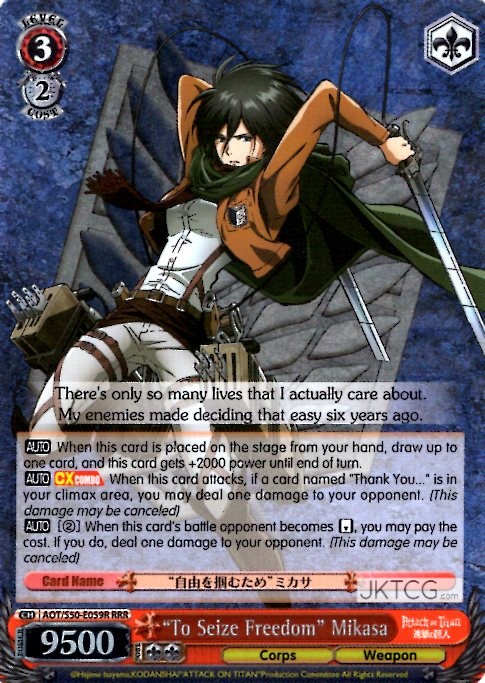 LEVEL
3
2
COST
There's only so many lives that I actually care about.
My enemies made deciding that easy six years ago.
AUTO When this card is placed on the stage from your hand, draw up to
one card, and this card gets +2000 power until end of turn.
AUTO CXCOMBO When this card attacks, if a card named "Thank You..." is in
your climax area, you may deal one damage to your opponent. (This
damage may be canceled)
AUTO [②] When this card's battle opponent becomes, you may pay the
cost. If you do, deal one damage to your opponent. (This damage may be
canceled)
Card Name
“自由を掴むため”ミカサ
JKTCG.com
CH AOT/S50-E059R RRR
POWER
9500
“To Seize Freedom” Mikasa
Attack on Titan
進撃の巨人
Corps
Weapon
©Hajime Isayama,KODANSHA/"ATTACK ON TITAN"Production Committee All Rights Reserved